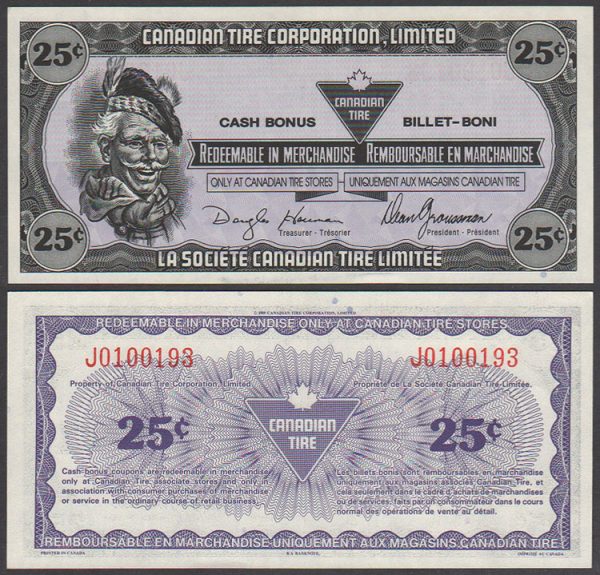 25¢ CANADIAN TIRE CORPORATION, LIMITED 25¢
CANADIAN
TIRE
CASH BONUS BILLET-BONI
REDEEMABLE IN MERCHANDISE REMBOURSABLE EN MARCHANDISE
ONLY AT CANADIAN TIRE STORES UNIQUEMENT AUX MAGASINS CANADIAN TIRE
Treasurer - Trésorier President - Président
25¢ LA SOCIÉTÉ CANADIAN TIRE LIMITÉE 25¢
CANADIAN TIRE CORPORATION, LIMITED
REDEEMABLE IN MERCHANDISE ONLY AT CANADIAN TIRE STORES
J0100193 J0100193
Property of Canadian Tire Corporation, Limited. Propriété de La Société Canadian Tire Limitée.
25¢ CANADIAN 25¢
TIRE
Cash bonus coupons are redeemable in merchandise
only at Canadian Tire associate stores and only in
association with consumer purchases of merchandise
or service in the ordinary course of retail business.
Les billets bonis sont remboursables en marchandises
uniquement aux magasins associés Canadian Tire, et
cela seulement dans le cadre d'achats de marchandises
ou de services, faits par un consommateur dans le cours
normal des opérations de vente au détail.
REMBOURSABLE EN MARCHANDISE UNIQUEMENT AUX MAGASINS CANADIAN TIRE
PRINTED IN CANADA BA BANKNOTE IMPRIMÉ AU CANADA